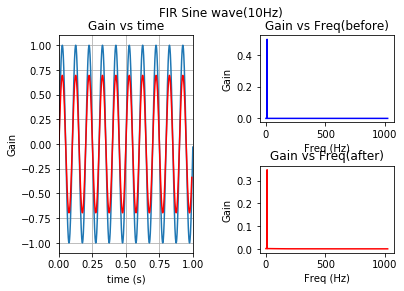 FIR Sine wave(10Hz)
Gain vs time
Gain
1.00
0.75
0.50
0.25
0.00
-0.25
-0.50
-0.75
-1.00
0.00 0.25 0.50 0.75 1.00
time (s)
Gain vs Freq(before)
Gain
0.4
0.2
0.0
0 500 1000
Freq (Hz)
Gain vs Freq(after)
Gain
0.3
0.2
0.1
0.0
0 500 1000
Freq (Hz)